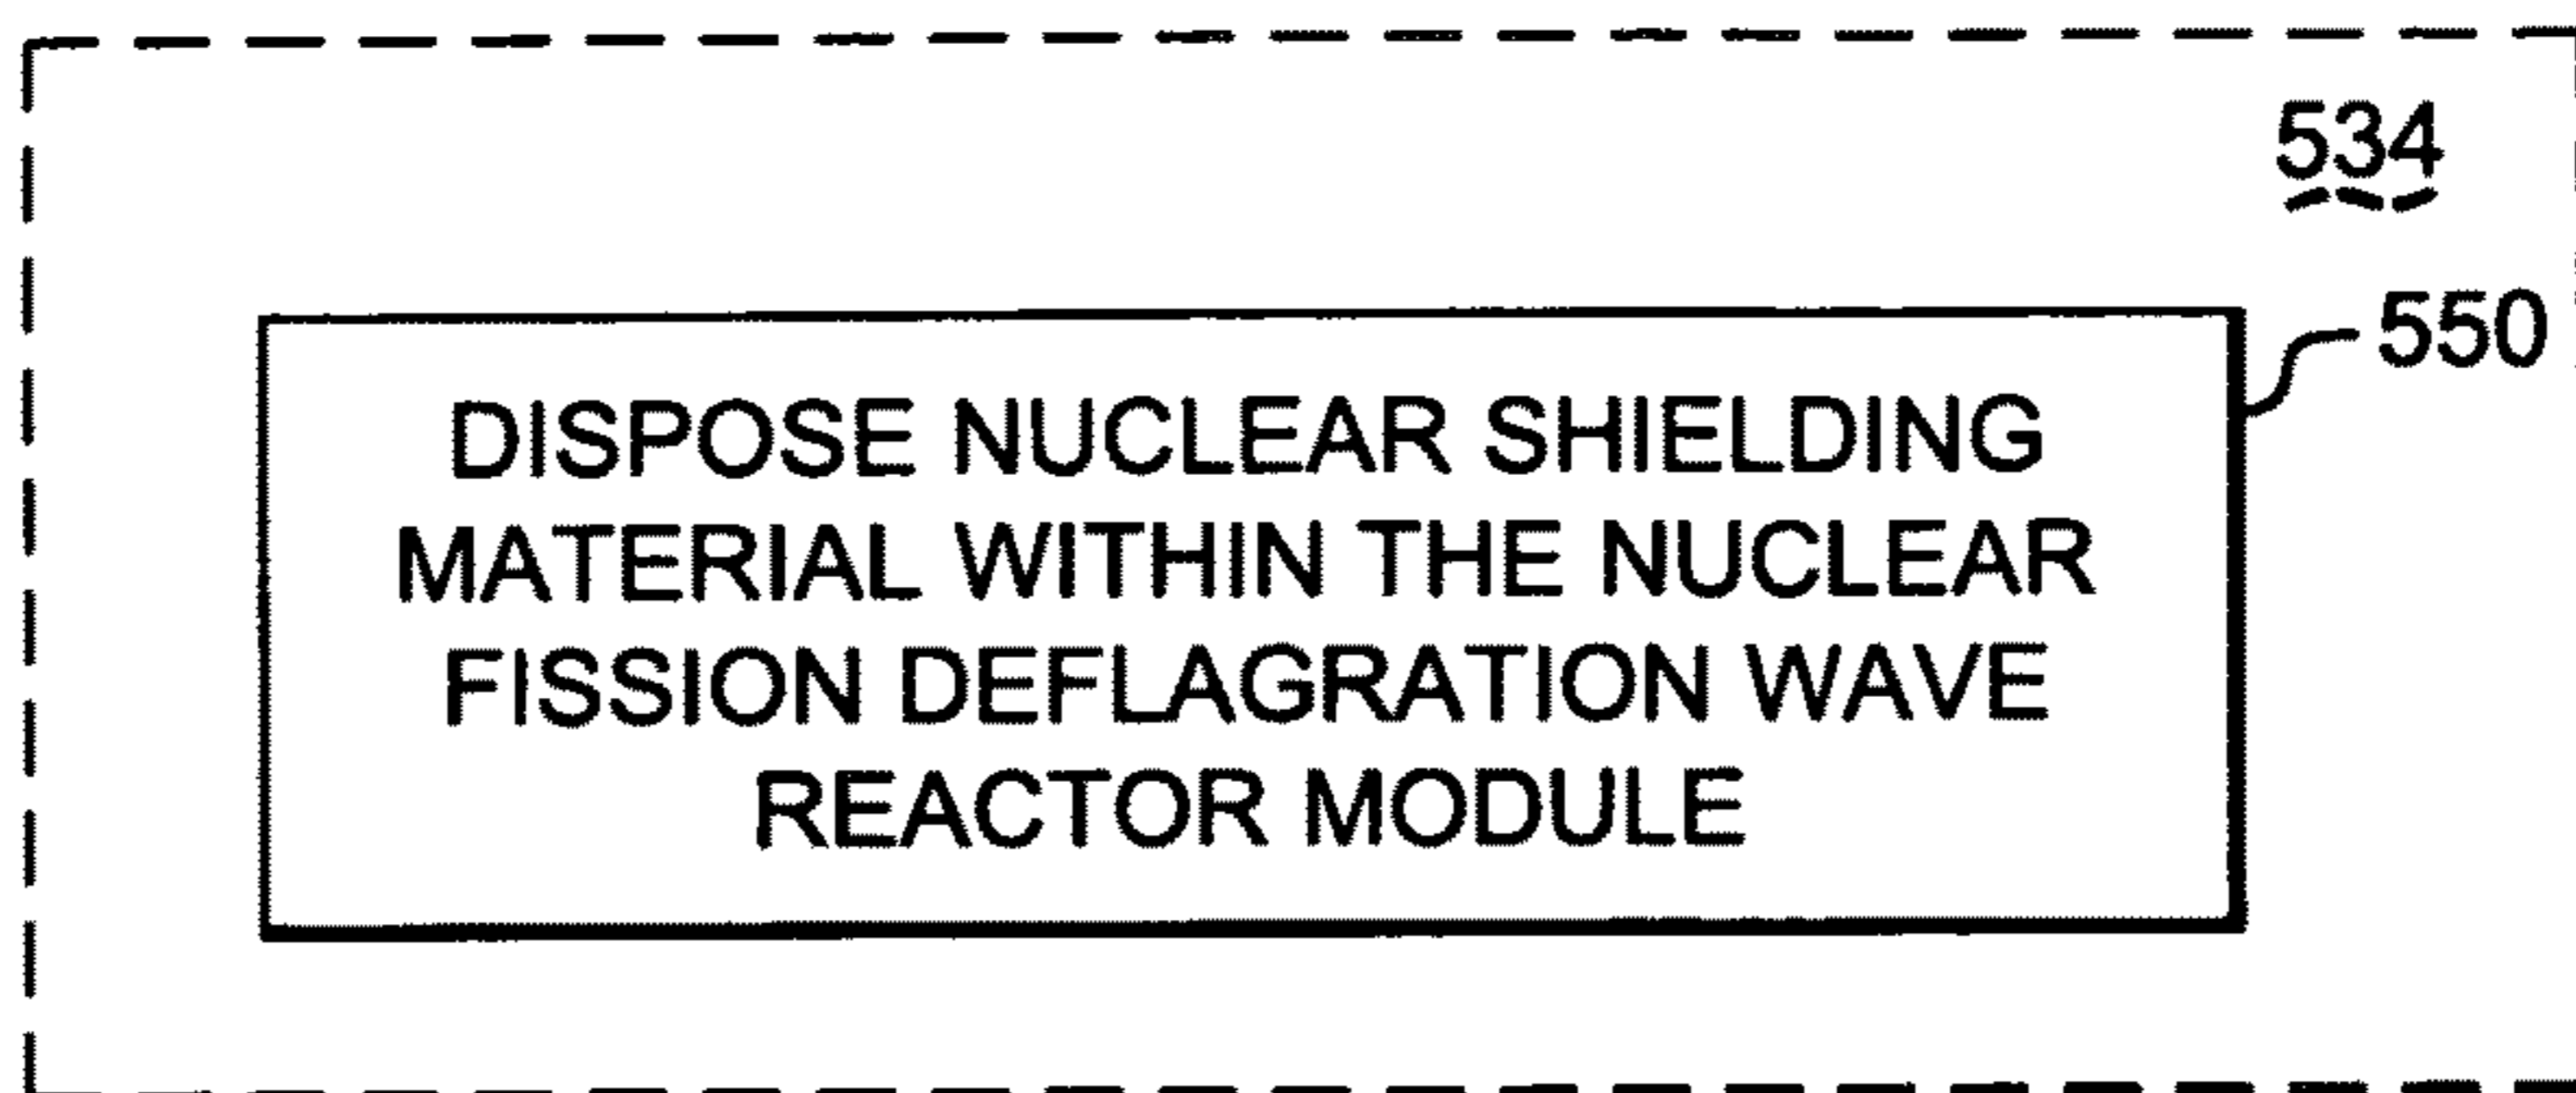 534
550
DISPOSE NUCLEAR SHIELDING
MATERIAL WITHIN THE NUCLEAR
FISSION DEFLAGRATION WAVE
REACTOR MODULE